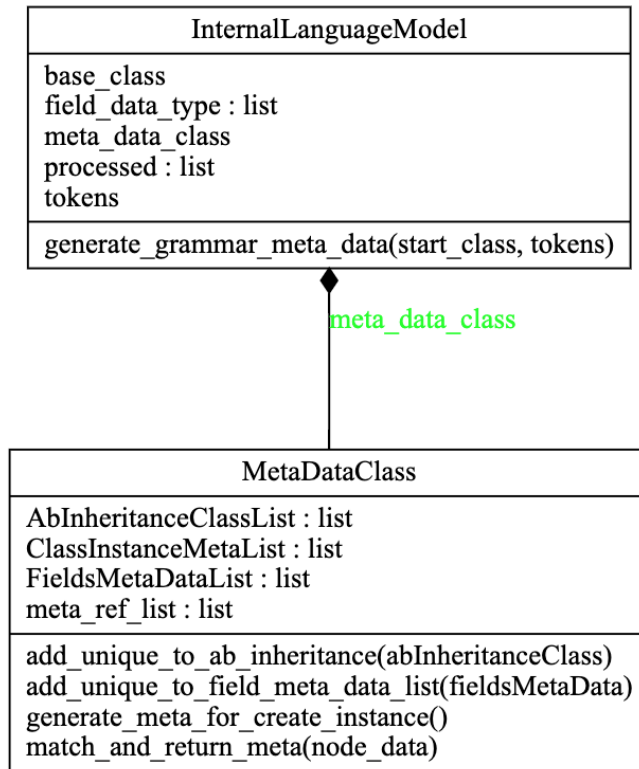 InternalLanguageModel
base_class
field_data_type : list
meta_data_class
processed : list
tokens
generate_grammar_meta_data(start_class, tokens)
meta_data_class
MetaDataClass
AbInheritanceClassList : list
ClassInstanceMetaList : list
FieldsMetaDataList : list
meta_ref_list : list
add_unique_to_ab_inheritance(abInheritanceClass)
add_unique_to_field_meta_data_list(fieldsMetaData)
generate_meta_for_create_instance()
match_and_return_meta(node_data)